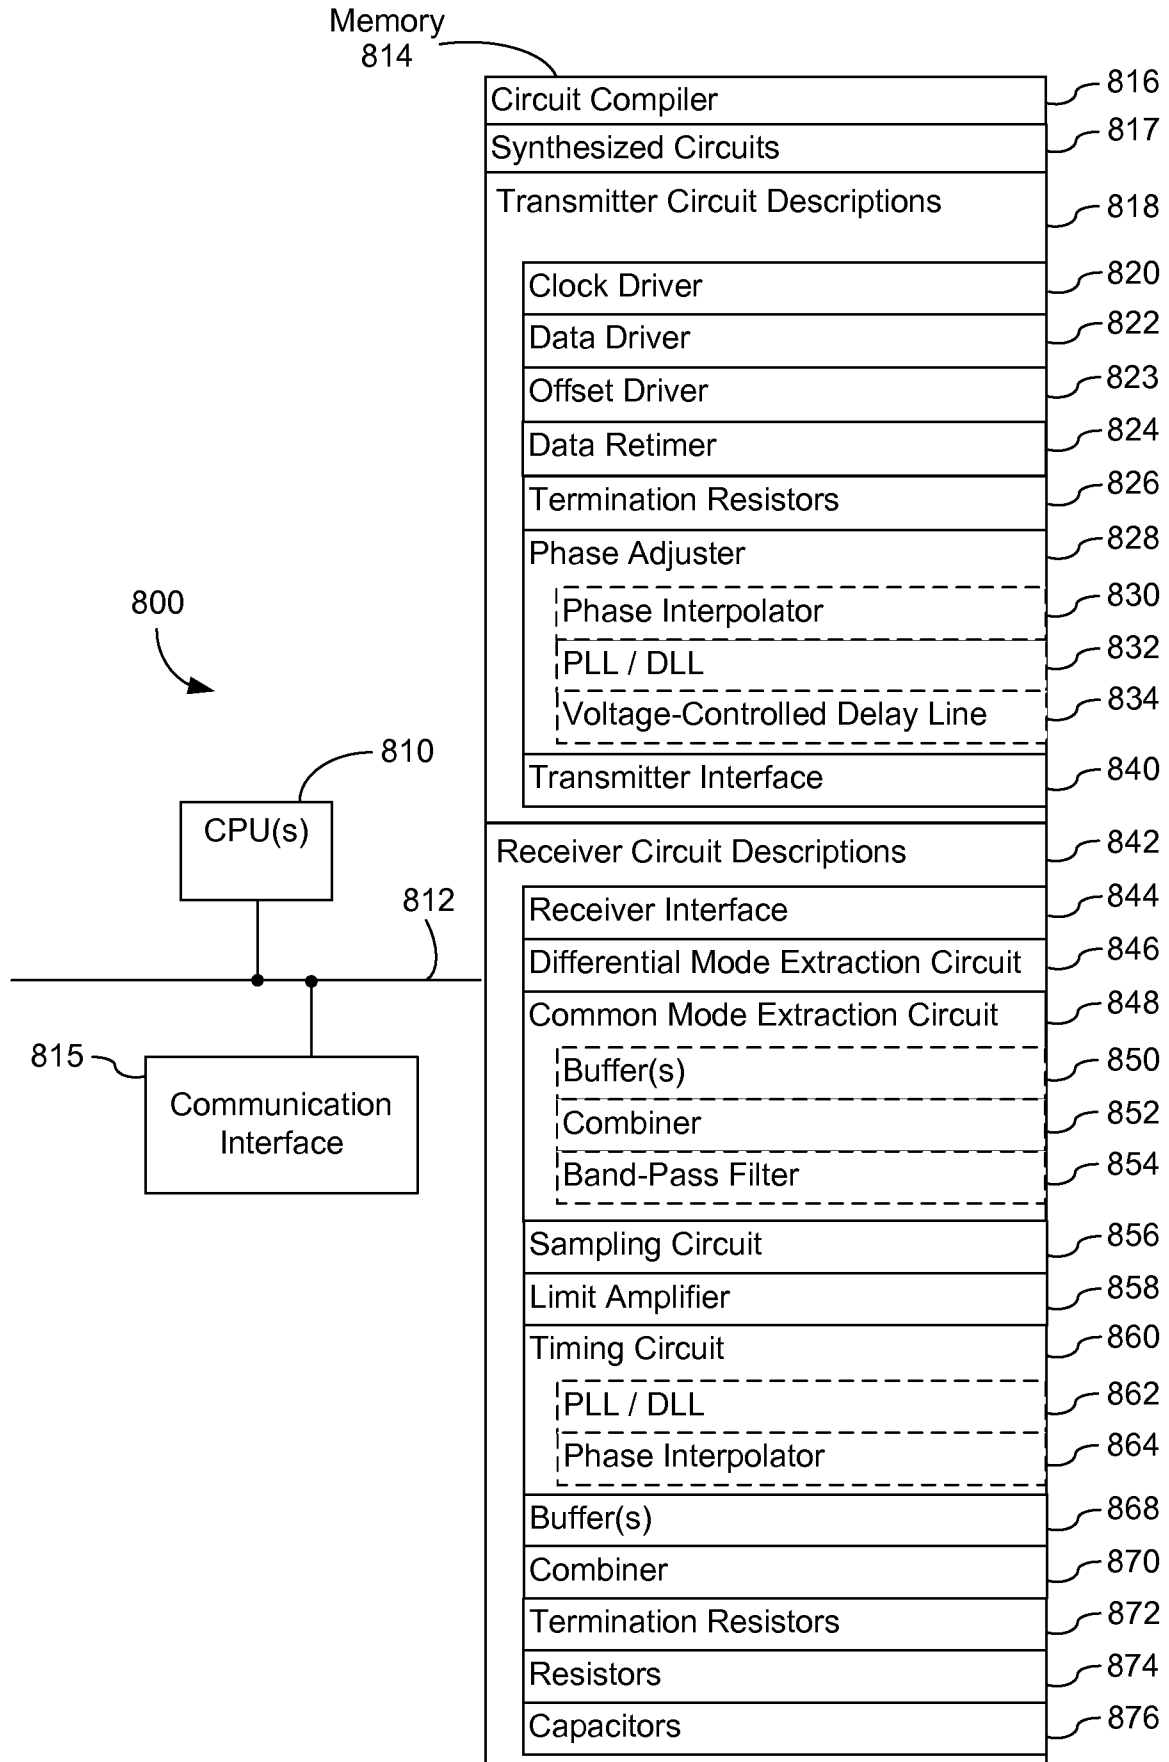 Memory
814
Circuit Compiler
816
Synthesized Circuits
817
Transmitter Circuit Descriptions
818
Clock Driver
820
Data Driver
822
Offset Driver
823
Data Retimer
824
Termination Resistors
826
Phase Adjuster
828
Phase Interpolator
830
PLL / DLL
832
Voltage-Controlled Delay Line
834
Transmitter Interface
840
800
810
CPU(s)
812
815
Communication
Interface
Receiver Circuit Descriptions
842
Receiver Interface
844
Differential Mode Extraction Circuit
846
Common Mode Extraction Circuit
848
Buffer(s)
850
Combiner
852
Band-Pass Filter
854
Sampling Circuit
856
Limit Amplifier
858
Timing Circuit
860
PLL / DLL
862
Phase Interpolator
864
Buffer(s)
868
Combiner
870
Termination Resistors
872
Resistors
874
Capacitors
876